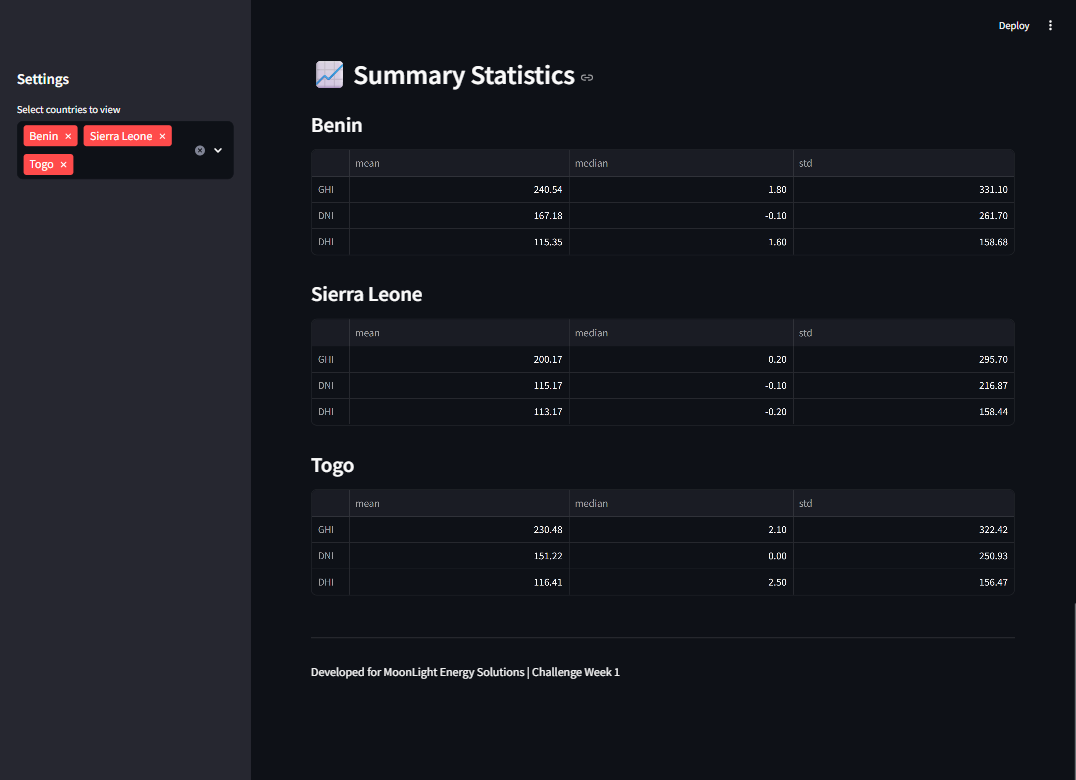 Deploy
Settings
Select countries to view
Benin × Sierra Leone ×
Togo ×
Summary Statistics
Benin
mean median std
GHI 240.54 1.80 331.10
DNI 167.18 -0.10 261.70
DHI 115.35 1.60 158.68
Sierra Leone
mean median std
GHI 200.17 0.20 295.70
DNI 115.17 -0.10 216.87
DHI 113.17 -0.20 158.44
Togo
mean median std
GHI 230.48 2.10 322.42
DNI 151.22 0.00 250.93
DHI 116.41 2.50 156.47
Developed for MoonLight Energy Solutions | Challenge Week 1